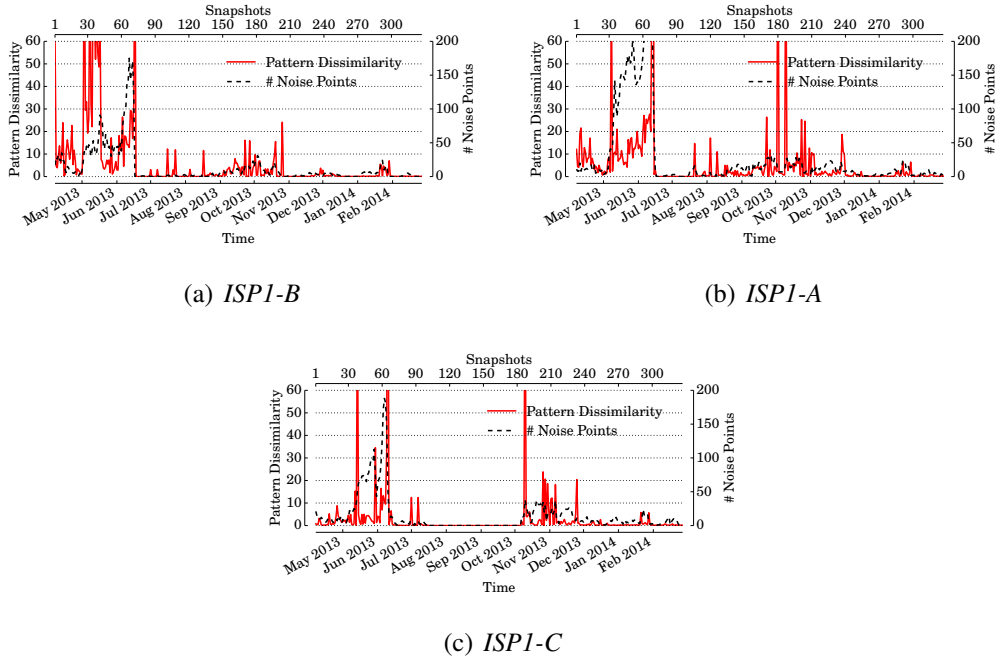 Snapshots
1 30 60 90 120 150 180 210 240 270 300
60 50 40 30 20 10 0
Pattern Dissimilarity
Pattern Dissimilarity
# Noise Points
200 150 100 50 0
# Noise Points
May 2013 Jun 2013 Jul 2013 Aug 2013 Sep 2013 Oct 2013 Nov 2013 Dec 2013 Jan 2014 Feb 2014
Time
(a) ISP1-B
Snapshots
1 30 60 90 120 150 180 210 240 270 300
60 50 40 30 20 10 0
Pattern Dissimilarity
Pattern Dissimilarity
# Noise Points
200 150 100 50 0
# Noise Points
May 2013 Jun 2013 Jul 2013 Aug 2013 Sep 2013 Oct 2013 Nov 2013 Dec 2013 Jan 2014 Feb 2014
Time
(b) ISP1-A
Snapshots
1 30 60 90 120 150 180 210 240 270 300
60 50 40 30 20 10 0
Pattern Dissimilarity
Pattern Dissimilarity
# Noise Points
200 150 100 50 0
# Noise Points
May 2013 Jun 2013 Jul 2013 Aug 2013 Sep 2013 Oct 2013 Nov 2013 Dec 2013 Jan 2014 Feb 2014
Time
(c) ISP1-C